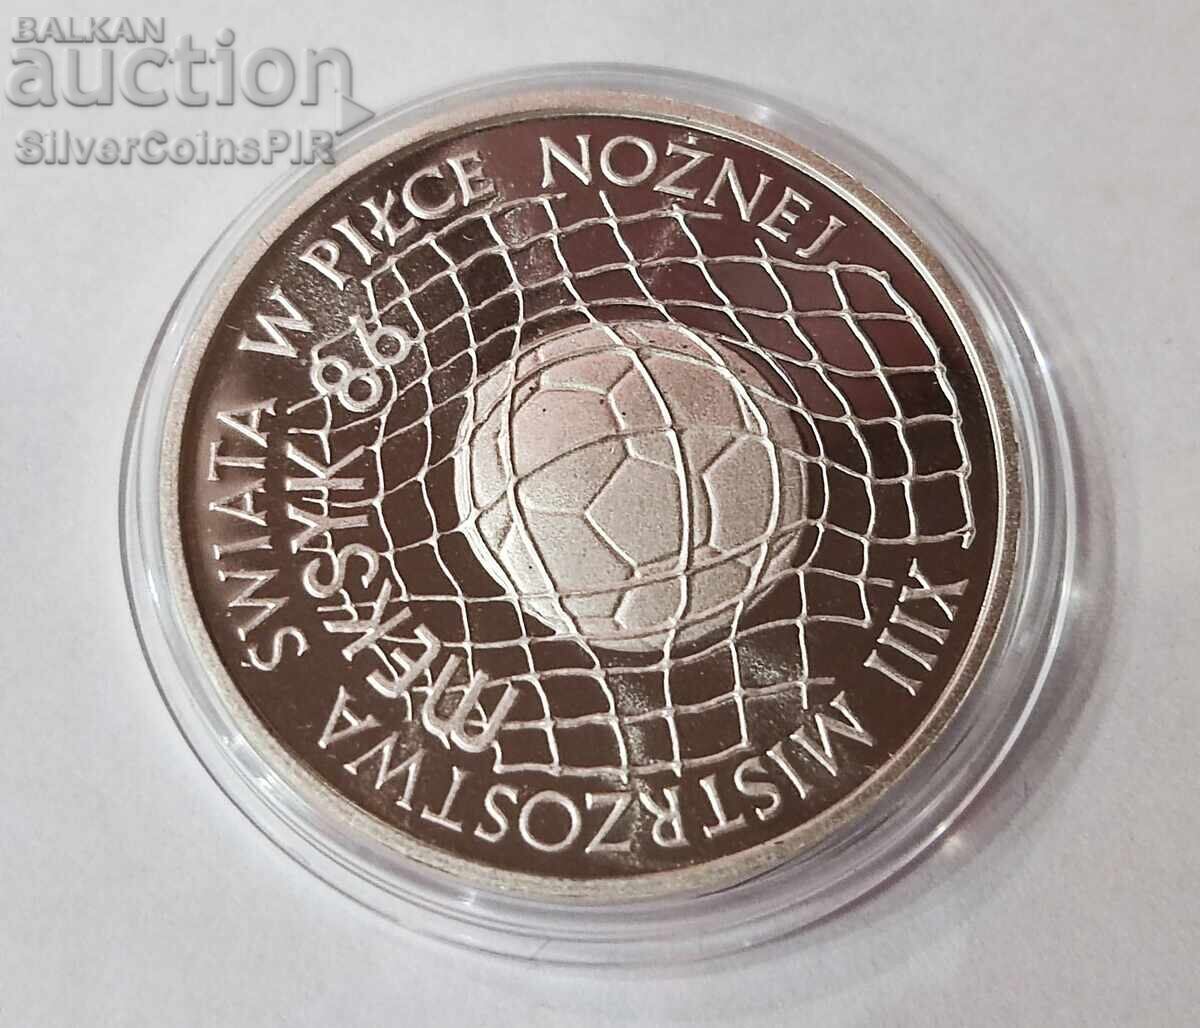 BALKAN
auction
SilverCoinsPIR
XIII MISTRZOSTWA ŚWIATA W PIŁCE NOŻNEJ
MEKSYK 86